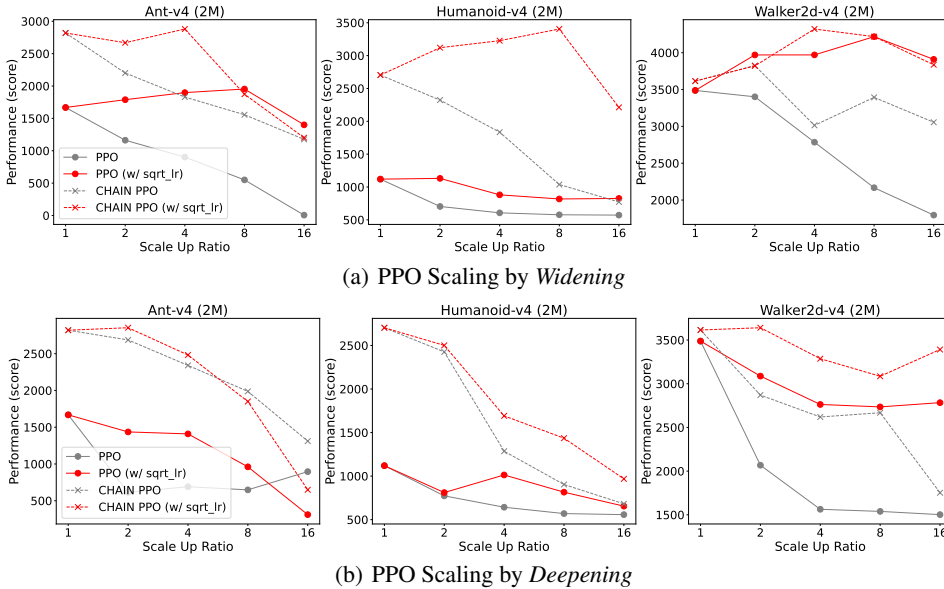 Ant-v4 (2M)
Humanoid-v4 (2M)
Walker2d-v4 (2M)
Performance (score)
3000
2500
2000
1500
1000
500
0
PPO
PPO (w/ sqrt_lr)
CHAIN PPO
CHAIN PPO (w/ sqrt_lr)
1 2 4 8 16
Scale Up Ratio
Performance (score)
3500
3000
2500
2000
1500
1000
500
1 2 4 8 16
Scale Up Ratio
Performance (score)
4000
3500
3000
2500
2000
1 2 4 8 16
Scale Up Ratio
(a) PPO Scaling by Widening
Ant-v4 (2M)
Humanoid-v4 (2M)
Walker2d-v4 (2M)
Performance (score)
2500
2000
1500
1000
500
PPO
PPO (w/ sqrt_lr)
CHAIN PPO
CHAIN PPO (w/ sqrt_lr)
1 2 4 8 16
Scale Up Ratio
Performance (score)
2500
2000
1500
1000
500
1 2 4 8 16
Scale Up Ratio
Performance (score)
3500
3000
2500
2000
1500
1 2 4 8 16
Scale Up Ratio
(b) PPO Scaling by Deepening